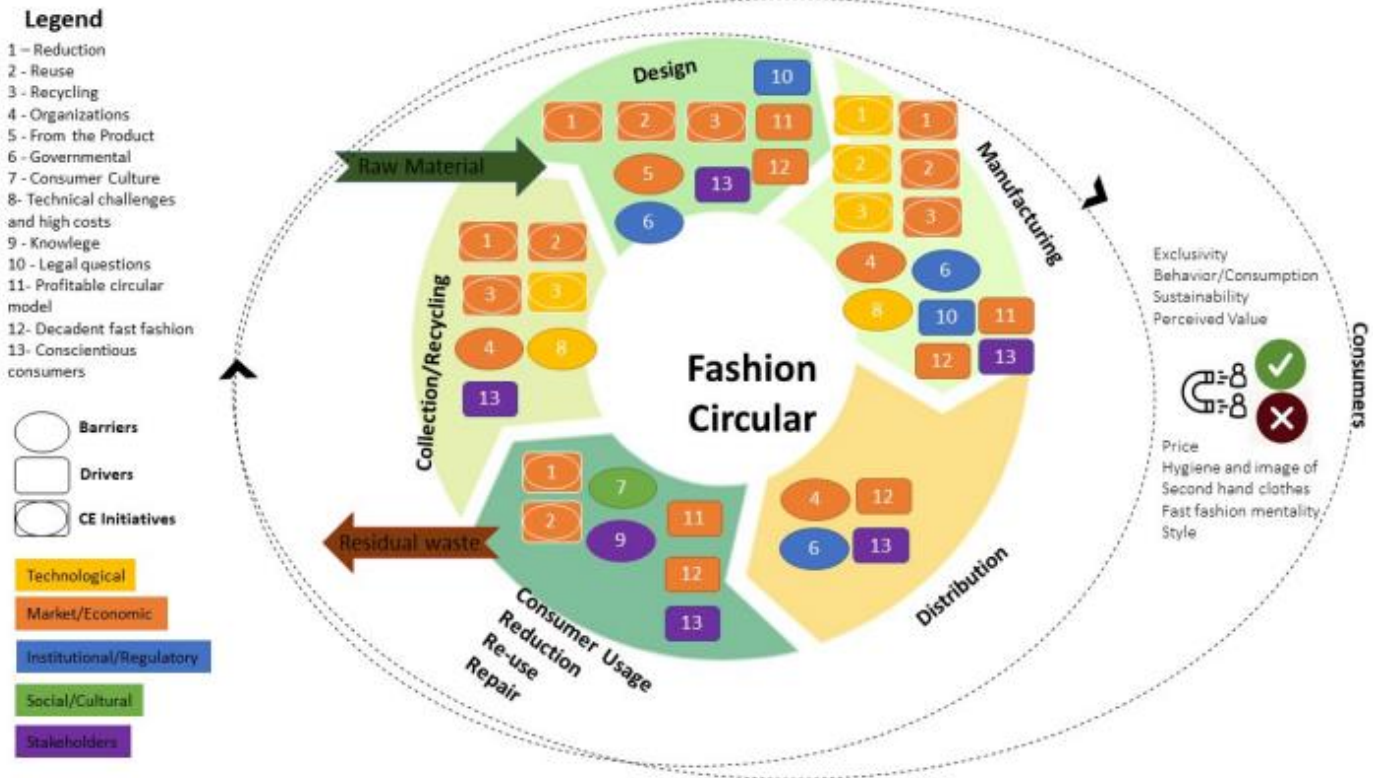 Legend
1 – Reduction
2 - Reuse
3 - Recycling
4 - Organizations
5 - From the Product
6 - Governmental
7 - Consumer Culture
8- Technical challenges
and high costs
9 - Knowlege
10 - Legal questions
11- Profitable circular
model
12- Decadent fast fashion
13- Conscientious
consumers
Barriers
Drivers
CE Initiatives
Technological
Market/Economic
Institutional/Regulatory
Social/Cultural
Stakeholders
Raw Material
Design
10
1 2 3 11
5 13 12
6
Manufacturing
1 1
2 2
3 3
4 6
8 10 11
12 13
Collection/Recycling
1 2
3 3
4 8
13
Fashion
Circular
Distribution
4 12
6 13
Residual waste
1 7
2 9 11
12
13
Consumer Usage
Reduction
Re-use
Repair
Exclusivity
Behavior/Consumption
Sustainability
Perceived Value
Price
Hygiene and image of
Second hand clothes
Fast fashion mentality
Style
Consumers